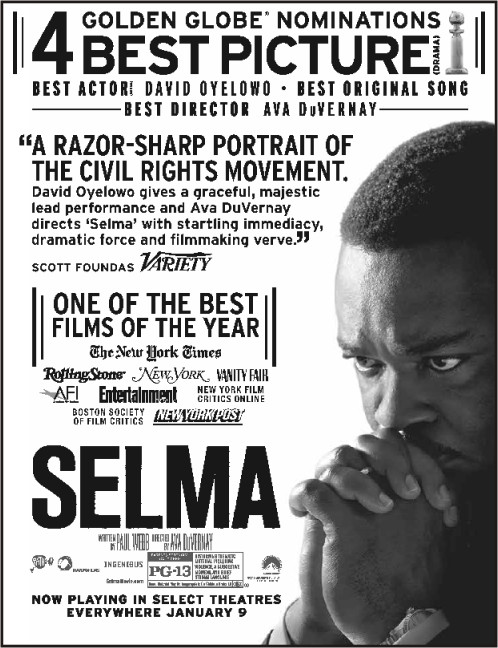 4 GOLDEN GLOBE® NOMINATIONS
BEST PICTURE (DRAMA)
BEST ACTOR DAVID OYELOWO • BEST ORIGINAL SONG
BEST DIRECTOR AVA DuVERNAY
“A RAZOR-SHARP PORTRAIT OF
THE CIVIL RIGHTS MOVEMENT.
David Oyelowo gives a graceful, majestic
lead performance and Ava DuVernay
directs ‘Selma’ with startling immediacy,
dramatic force and filmmaking verve.”
SCOTT FOUNDAS VARIETY
ONE OF THE BEST
FILMS OF THE YEAR
The New York Times
RollingStone NEW YORK VANITY FAIR
AFI Entertainment NEW YORK FILM
CRITICS ONLINE
BOSTON SOCIETY
OF FILM CRITICS NEW YORK POST
SELMA
WRITTEN BY PAUL WEBB DIRECTED BY AVA DUVERNAY
INGENIOUS
PG-13
SelmaMovie.com
NOW PLAYING IN SELECT THEATRES
EVERYWHERE JANUARY 9